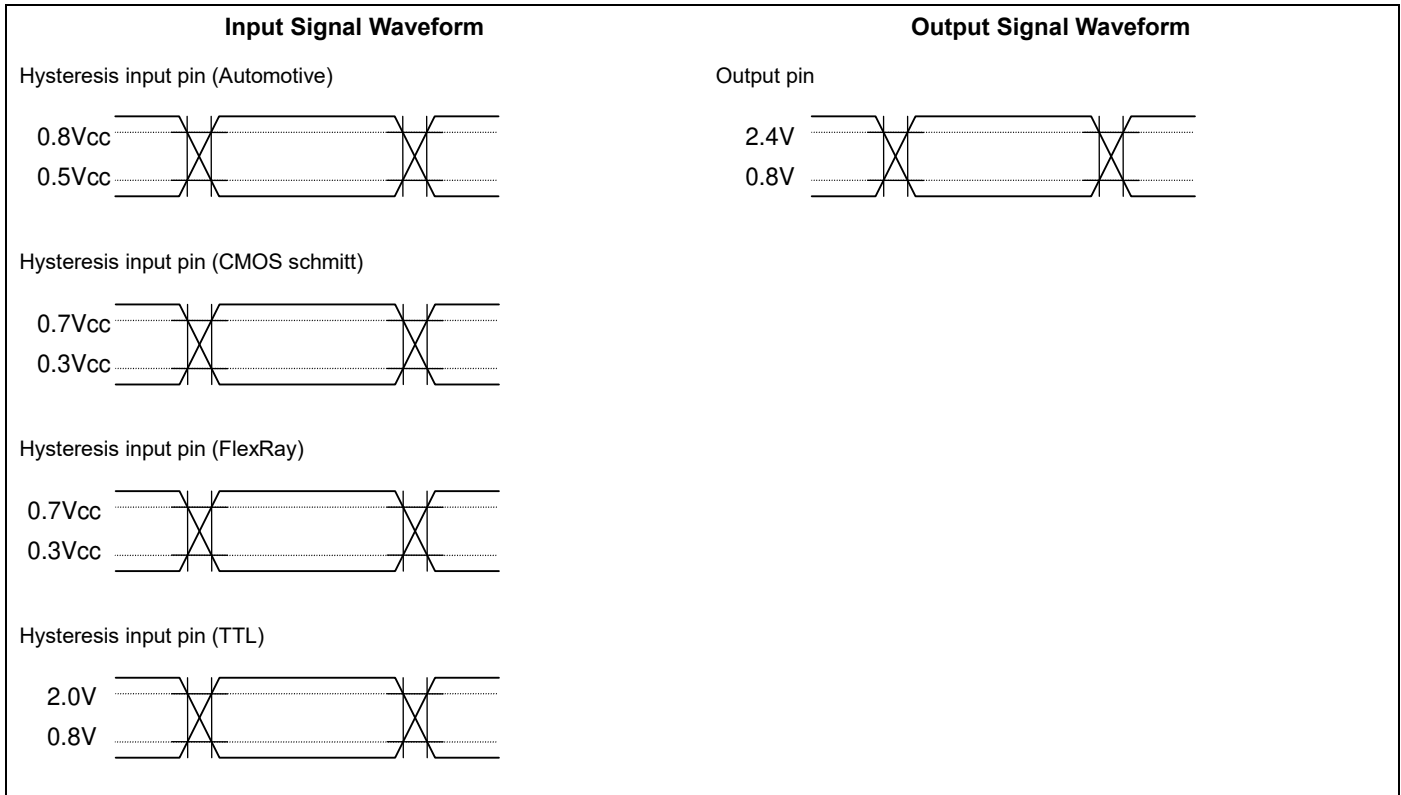 Input Signal Waveform
Hysteresis input pin (Automotive)
0.8Vcc
0.5Vcc
Hysteresis input pin (CMOS schmitt)
0.7Vcc
0.3Vcc
Hysteresis input pin (FlexRay)
0.7Vcc
0.3Vcc
Hysteresis input pin (TTL)
2.0V
0.8V
Output Signal Waveform
Output pin
2.4V
0.8V